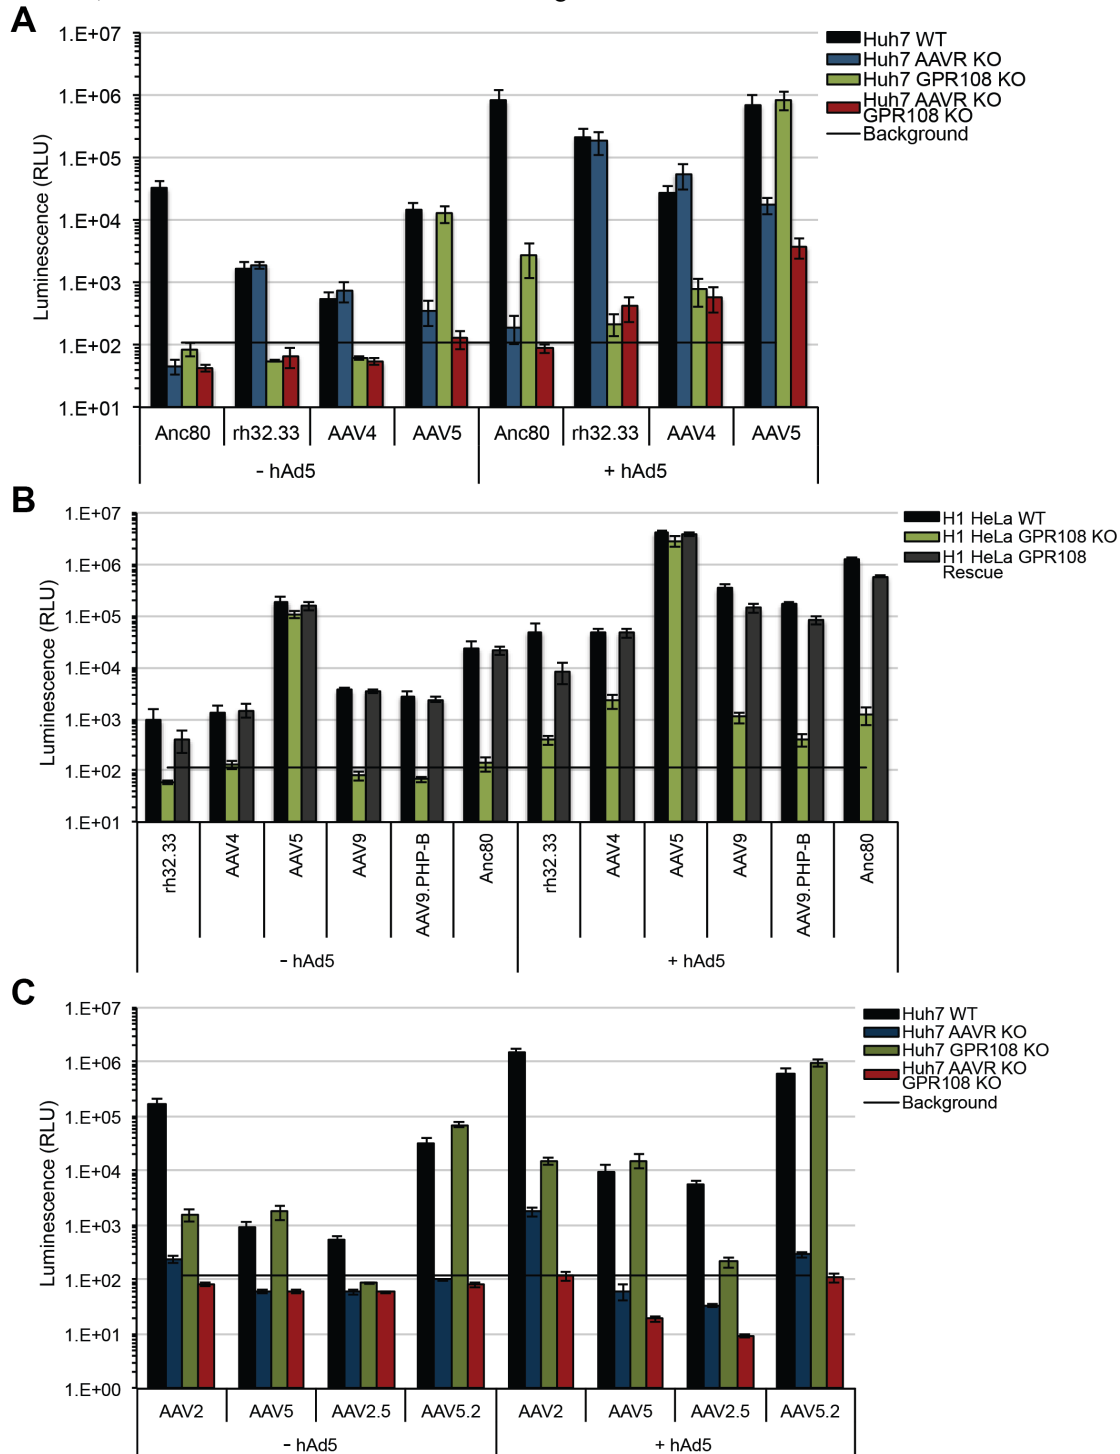 A
1.E+07
1.E+06
1.E+05
1.E+04
1.E+03
1.E+02
1.E+01
Luminescence (RLU)
Huh7 WT
Huh7 AAVR KO
Huh7 GPR108 KO
Huh7 AAVR KO
GPR108 KO
Background
Anc80 rh32.33 AAV4 AAV5 Anc80 rh32.33 AAV4 AAV5
- hAd5 + hAd5
B
1.E+07
1.E+06
1.E+05
1.E+04
1.E+03
1.E+02
1.E+01
Luminescence (RLU)
H1 HeLa WT
H1 HeLa GPR108 KO
H1 HeLa GPR108
Rescue
rh32.33 AAV4 AAV5 AAV9 AAV9.PHP-B Anc80 rh32.33 AAV4 AAV5 AAV9 AAV9.PHP-B Anc80
- hAd5 + hAd5
C
1.E+07
1.E+06
1.E+05
1.E+04
1.E+03
1.E+02
1.E+01
1.E+00
Luminescence (RLU)
Huh7 WT
Huh7 AAVR KO
Huh7 GPR108 KO
Huh7 AAVR KO
GPR108 KO
Background
AAV2 AAV5 AAV2.5 AAV5.2 AAV2 AAV5 AAV2.5 AAV5.2
- hAd5 + hAd5